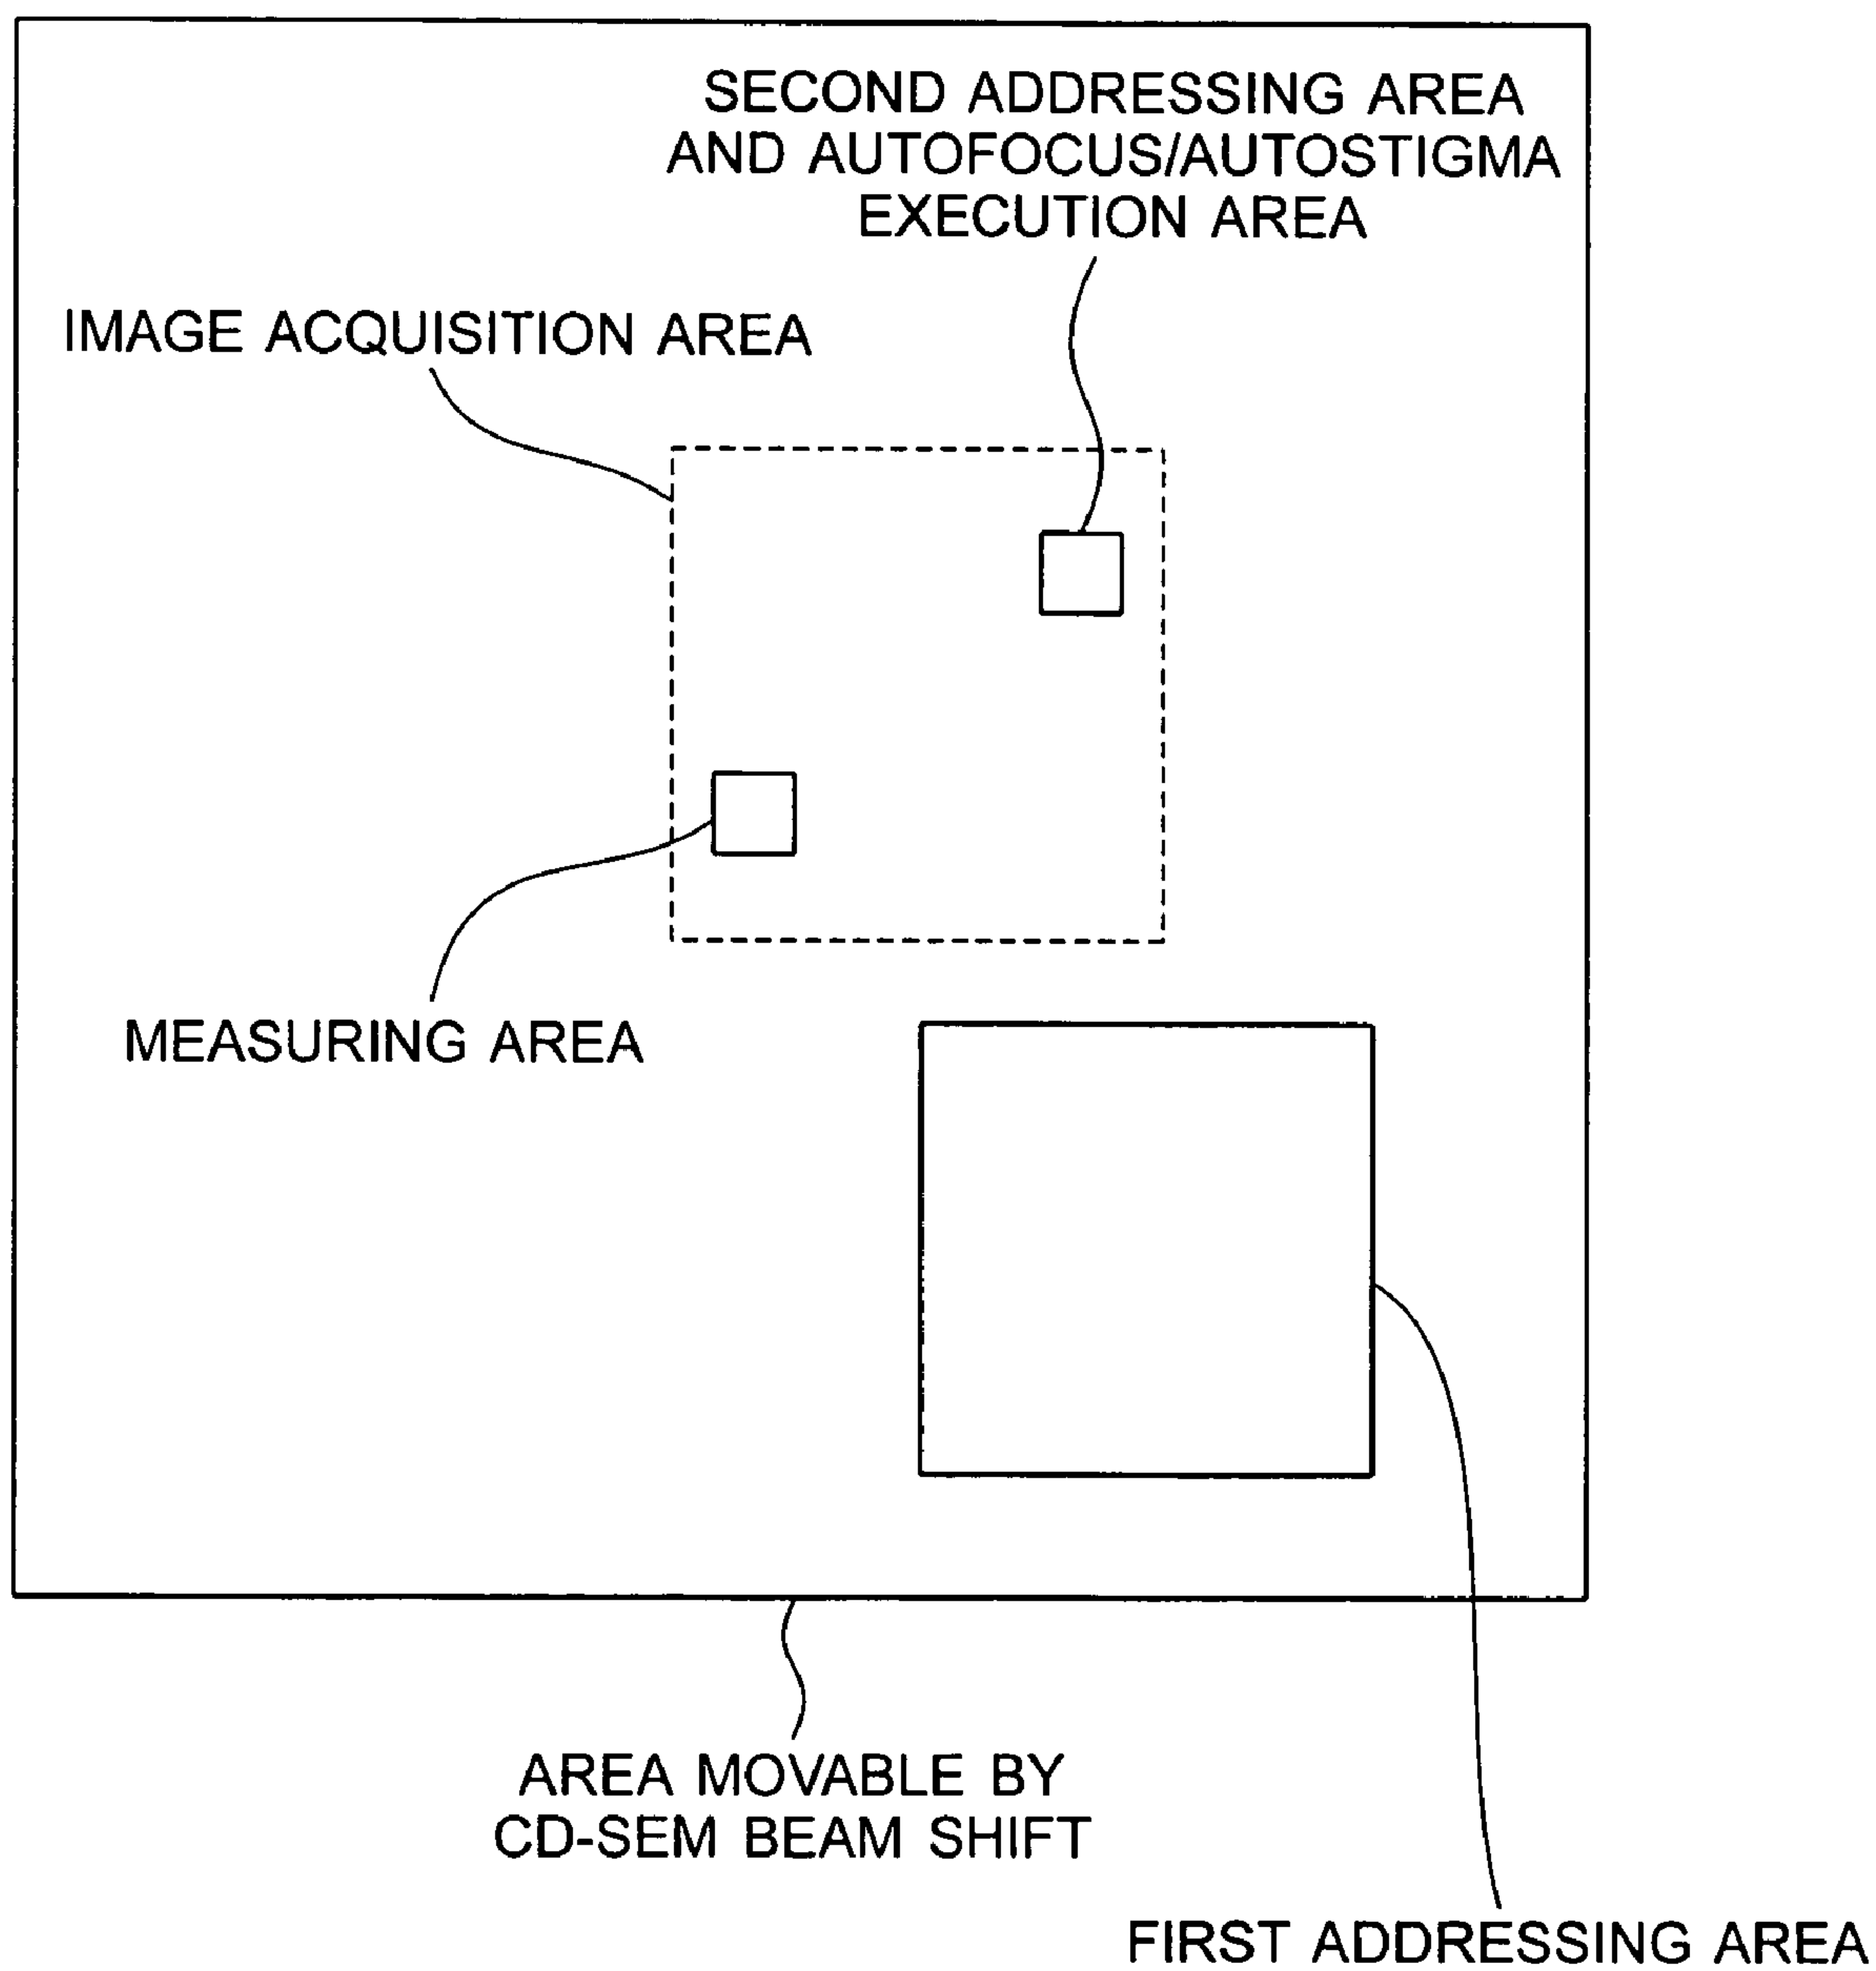 SECOND ADDRESSING AREA
AND AUTOFOCUS/AUTOSTIGMA
EXECUTION AREA
IMAGE ACQUISITION AREA
MEASURING AREA
AREA MOVABLE BY
CD-SEM BEAM SHIFT
FIRST ADDRESSING AREA